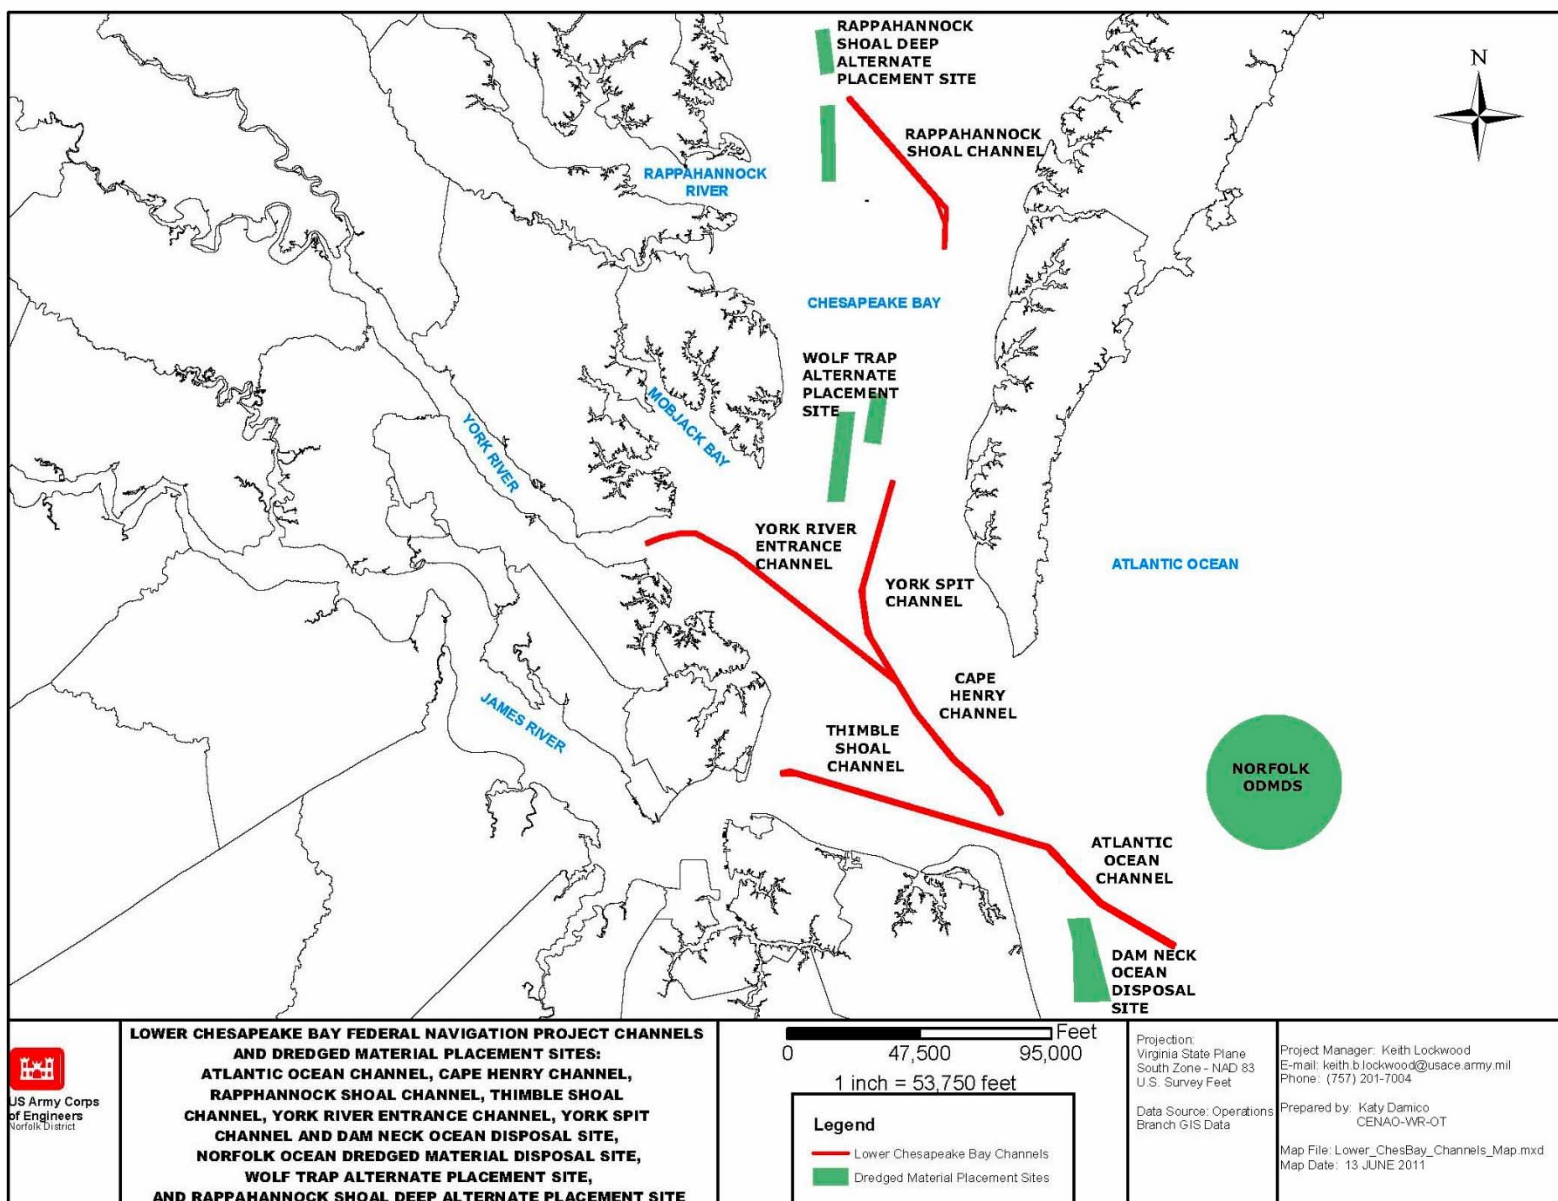 RAPPAHANNOCK
SHOAL DEEP
ALTERNATE
PLACEMENT SITE
N
RAPPAHANNOCK
SHOAL CHANNEL
RAPPAHANNOCK
RIVER
CHESAPEAKE BAY
WOLF TRAP
ALTERNATE
PLACEMENT
SITE
MOBJACK BAY
YORK RIVER
YORK RIVER
ENTRANCE
CHANNEL
ATLANTIC OCEAN
YORK SPIT
CHANNEL
CAPE
HENRY
CHANNEL
JAMES RIVER
THIMBLE
SHOAL
CHANNEL
NORFOLK
ODMDS
ATLANTIC
OCEAN
CHANNEL
DAM NECK
OCEAN
DISPOSAL
SITE
US Army Corps
of Engineers
Norfolk District
LOWER CHESAPEAKE BAY FEDERAL NAVIGATION PROJECT CHANNELS
AND DREDGED MATERIAL PLACEMENT SITES:
ATLANTIC OCEAN CHANNEL, CAPE HENRY CHANNEL,
RAPPHANNOCK SHOAL CHANNEL, THIMBLE SHOAL
CHANNEL, YORK RIVER ENTRANCE CHANNEL, YORK SPIT
CHANNEL AND DAM NECK OCEAN DISPOSAL SITE,
NORFOLK OCEAN DREDGED MATERIAL DISPOSAL SITE,
WOLF TRAP ALTERNATE PLACEMENT SITE,
AND RAPPAHANNOCK SHOAL DEEP ALTERNATE PLACEMENT SITE
Feet
0 47,500 95,000
1 inch = 53,750 feet
Legend
Lower Chesapeake Bay Channels
Dredged Material Placement Sites
Projection:
Virginia State Plane
South Zone - NAD 83
U.S. Survey Feet
Data Source: Operations
Branch GIS Data
Project Manager: Keith Lockwood
E-mail: keith.b.lockwood@usace.army.mil
Phone: (757) 201-7004
Prepared by: Katy Damico
CENAO-WR-OT
Map File: Lower_ChesBay_Channels_Map.mxd
Map Date: 13 JUNE 2011